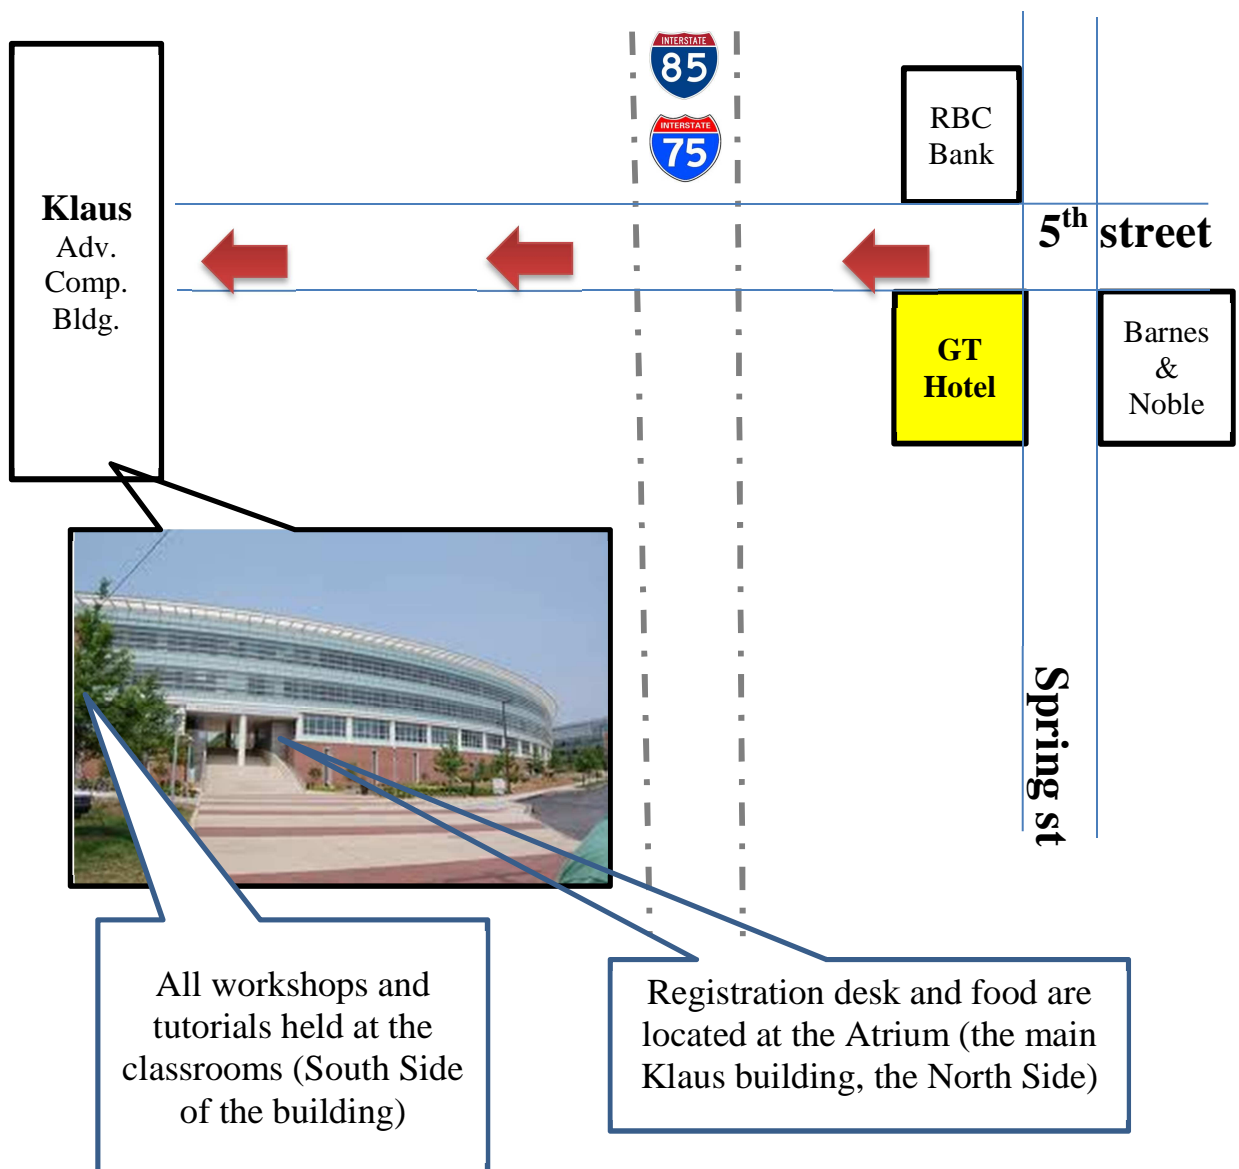 INTERSTATE
85
INTERSTATE
75
RBC
Bank
Klaus
Adv.
Comp.
Bldg.
5th street
GT
Hotel
Barnes
&
Noble
Spring st
All workshops and
tutorials held at the
classrooms (South Side
of the building)
Registration desk and food are
located at the Atrium (the main
Klaus building, the North Side)